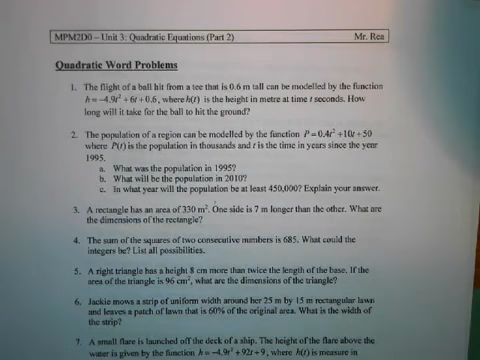 MPM2D0 – Unit 3: Quadratic Equations (Part 2) Mr. Rea
Quadratic Word Problems
1. The flight of a ball hit from a tee that is 0.6 m tall can be modelled by the function
h = –4.9t² + 6t + 0.6, where h(t) is the height in metre at time t seconds. How
long will it take for the ball to hit the ground?
2. The population of a region can be modelled by the function P = 0.4t² + 10t + 50
where P(t) is the population in thousands and t is the time in years since the year
1995.
a. What was the population in 1995?
b. What will be the population in 2010?
c. In what year will the population be at least 450,000? Explain your answer.
3. A rectangle has an area of 330 m². One side is 7 m longer than the other. What are
the dimensions of the rectangle?
4. The sum of the squares of two consecutive numbers is 685. What could the
integers be? List all possibilities.
5. A right triangle has a height 8 cm more than twice the length of the base. If the
area of the triangle is 96 cm², what are the dimensions of the triangle?
6. Jackie mows a strip of uniform width around her 25 m by 15 m rectangular lawn
and leaves a patch of lawn that is 60% of the original area. What is the width of
the strip?
7. A small flare is launched off the deck of a ship. The height of the flare above the
water is given by the function h = –4.9t² + 92t + 9, where h(t) is measure in